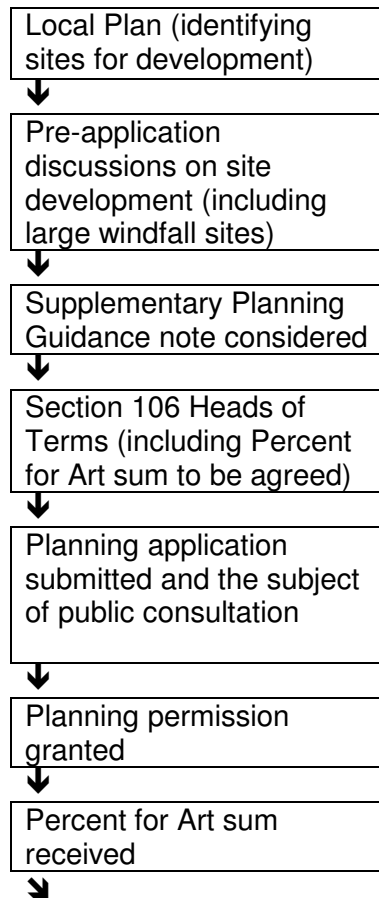 Local Plan (identifying
sites for development)
Pre-application
discussions on site
development (including
large windfall sites)
Supplementary Planning
Guidance note considered
Section 106 Heads of
Terms (including Percent
for Art sum to be agreed)
Planning application
submitted and the subject
of public consultation
Planning permission
granted
Percent for Art sum
received